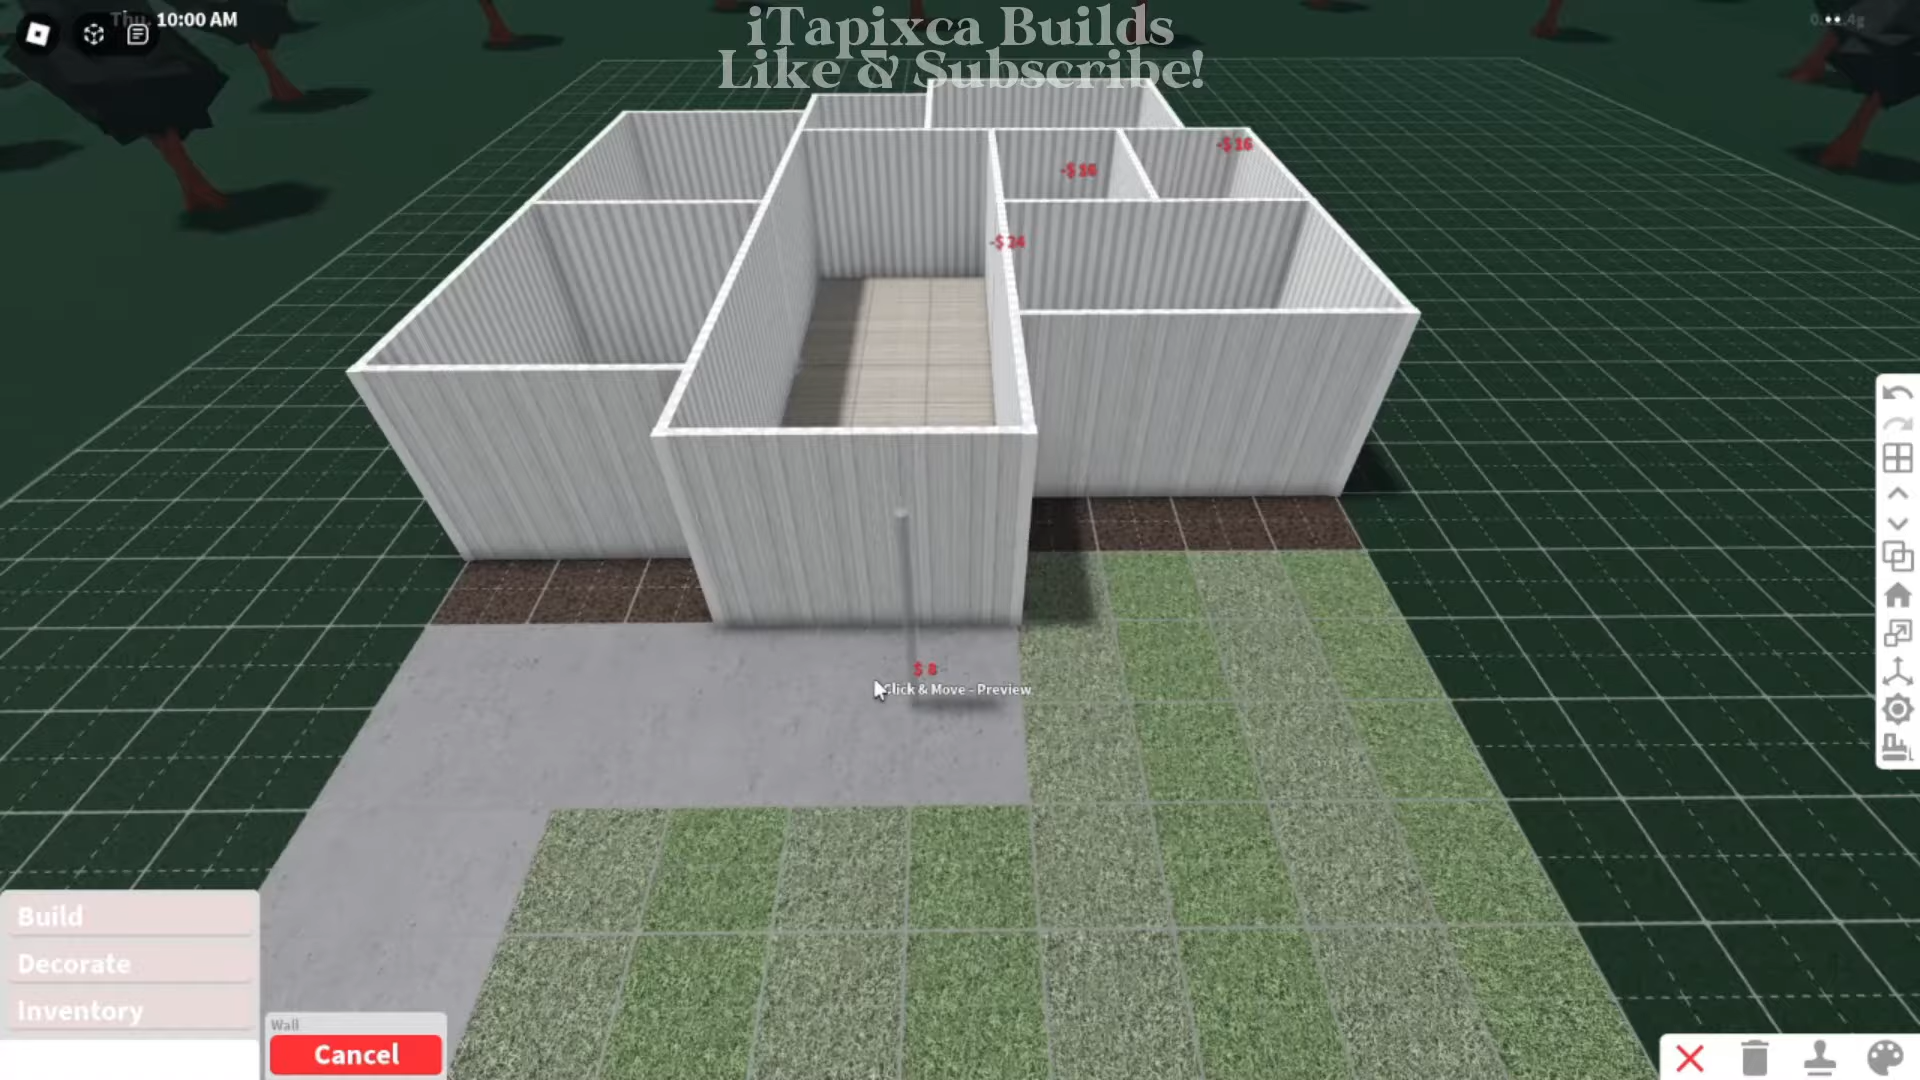 Thu. 10:00 AM
iTapixca Builds
Like & Subscribe!
-$ 16
-$ 16
-$ 24
$ 8
Click & Move - Preview
Build
Decorate
Inventory
Wall
Cancel